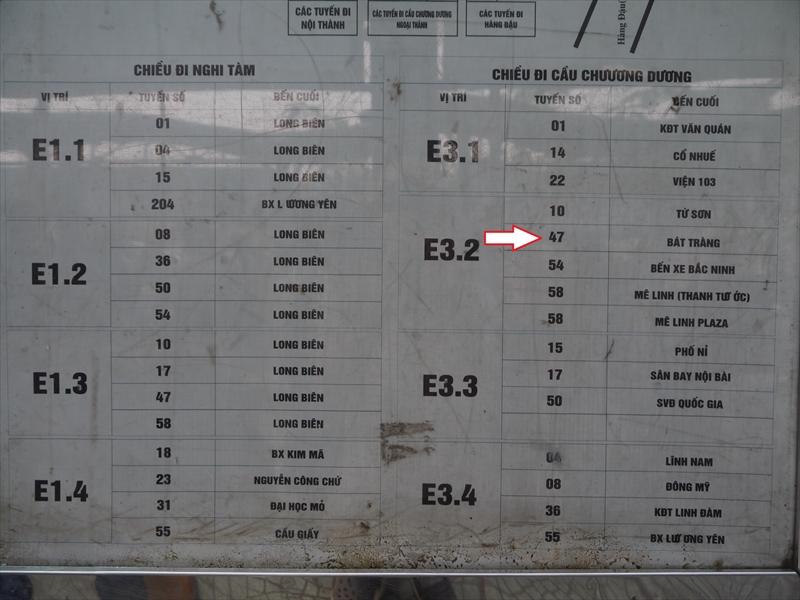 CÁC TUYẾN ĐI
NỘI THÀNH
CÁC TUYẾN ĐI CẦU CHƯƠNG DƯƠNG
NGOẠI THÀNH
CÁC TUYẾN ĐI
HÀNG ĐẬU
Hàng Đậu(
CHIỀU ĐI NGHI TÀM
VỊ TRÍ TUYẾN SỐ BẾN CUỐI
E1.1
01 LONG BIÊN
04 LONG BIÊN
15 LONG BIÊN
204 BX L ƯƠNG YÊN
E1.2
08 LONG BIÊN
36 LONG BIÊN
50 LONG BIÊN
54 LONG BIÊN
E1.3
10 LONG BIÊN
17 LONG BIÊN
47 LONG BIÊN
58 LONG BIÊN
E1.4
18 BX KIM MÃ
23 NGUYỄN CÔNG CHỨ
31 ĐẠI HỌC MỎ
55 CẦU GIẤY
CHIỀU ĐI CẦU CHUƯƠNG DƯƠNG
VỊ TRÍ TUYẾN SỐ BẾN CUỐI
E3.1
01 KĐT VĂN QUÁN
14 CỔ NHUẾ
22 VIỆN 103
E3.2
10 TỪ SƠN
47 BÁT TRÀNG
54 BẾN XE BẮC NINH
58 MÊ LINH (THANH TƯ ỚC)
58 MÊ LINH PLAZA
E3.3
15 PHỐ NỈ
17 SÂN BAY NỘI BÀI
50 SVĐ QUỐC GIA
E3.4
04 LĨNH NAM
08 ĐÔNG MỸ
36 KĐT LINH ĐÀM
55 BX LƯ ƠNG YÊN